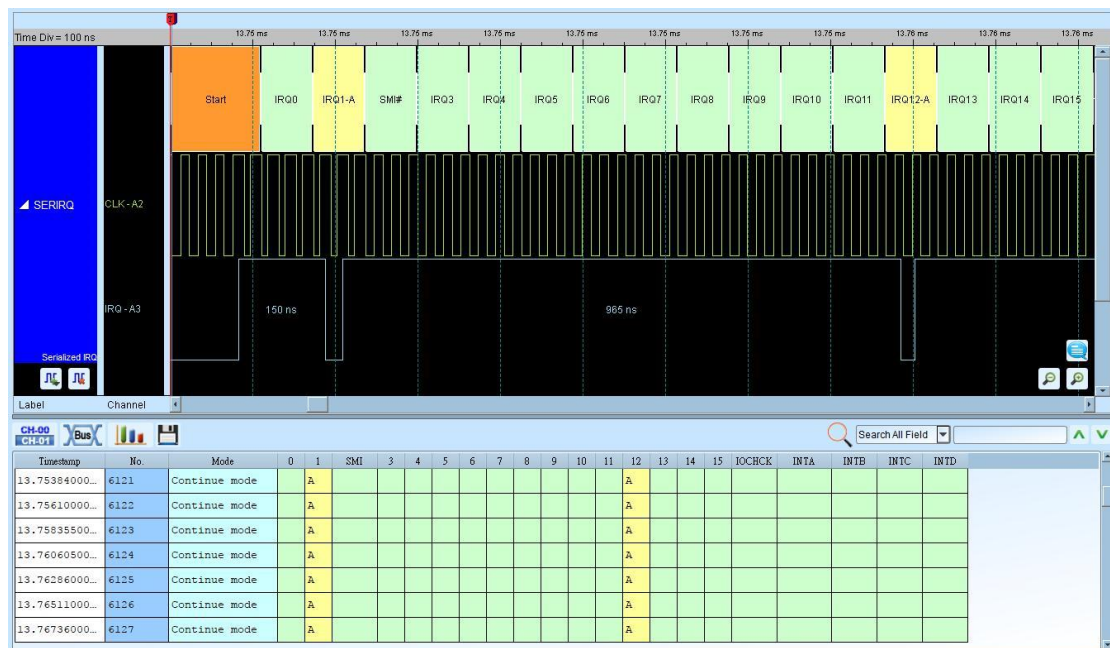 Time Div = 100 ns 13.75 ms 13.75 ms 13.75 ms 13.75 ms 13.75 ms 13.75 ms 13.75 ms 13.75 ms 13.76 ms 13.76 ms 13.76 ms
Start IRQ0 IRQ1-A SMI# IRQ3 IRQ4 IRQ5 IRQ6 IRQ7 IRQ8 IRQ9 IRQ10 IRQ11 IRQ12-A IRQ13 IRQ14 IRQ15
SERIRQ CLK - A2
IRQ - A3 150 ns 965 ns
Serialized IRQ
Label Channel
CH-00
CH-01 Bus Search All Field
Timestamp No. Mode 0 1 SMI 3 4 5 6 7 8 9 10 11 12 13 14 15 IOCHCK INTA INTB INTC INTD
13.75384000... 6121 Continue mode A A
13.75610000... 6122 Continue mode A A
13.75835500... 6123 Continue mode A A
13.76060500... 6124 Continue mode A A
13.76286000... 6125 Continue mode A A
13.76511000... 6126 Continue mode A A
13.76736000... 6127 Continue mode A A